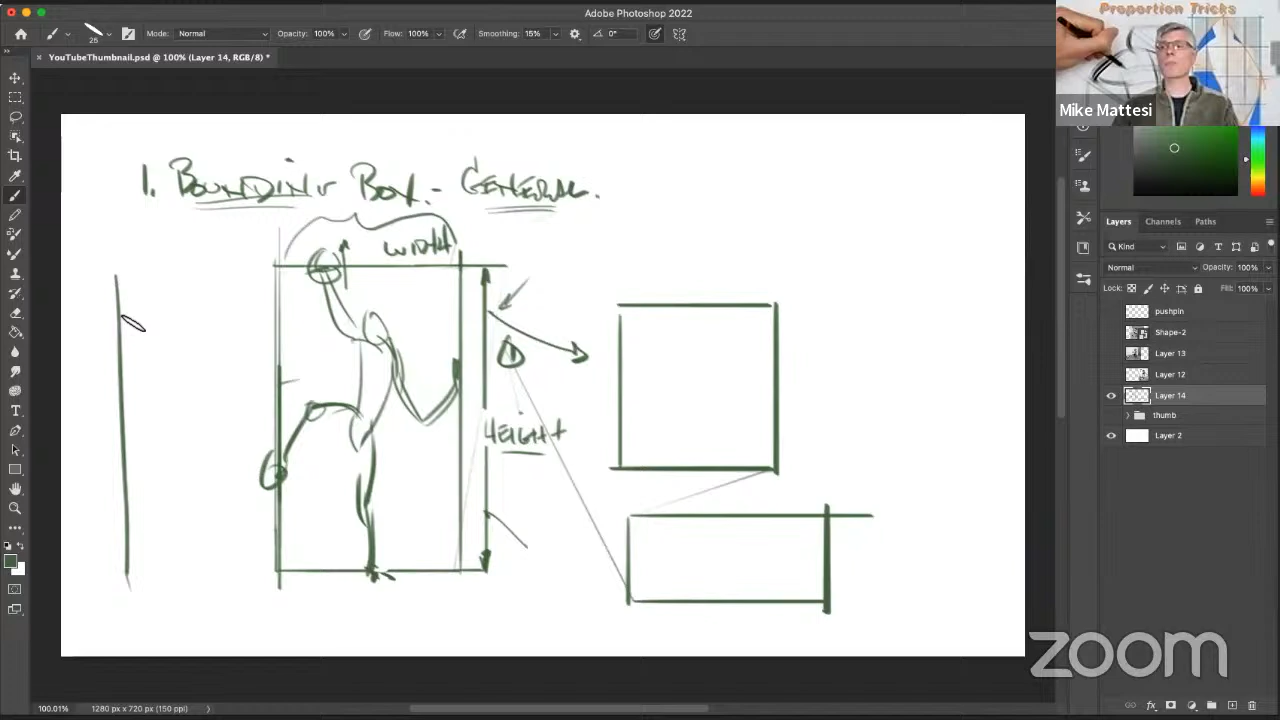 Adobe Photoshop 2022
25
Mode: Normal
Opacity: 100%
Flow: 100%
Smoothing: 15%
0°
× YouTubeThumbnail.psd @ 100% (Layer 14, RGB/8) *
Proportion Tricks
Mike Mattesi
1. BOUNDING BOX - GENERAL.
WIDTH
HEIGHT
Layers Channels Paths
Kind
Normal Opacity: 100%
Lock: Fill: 100%
pushpin
Shape-2
Layer 13
Layer 12
Layer 14
thumb
Layer 2
zoom
100.01% 1280 px x 720 px (150 ppi)